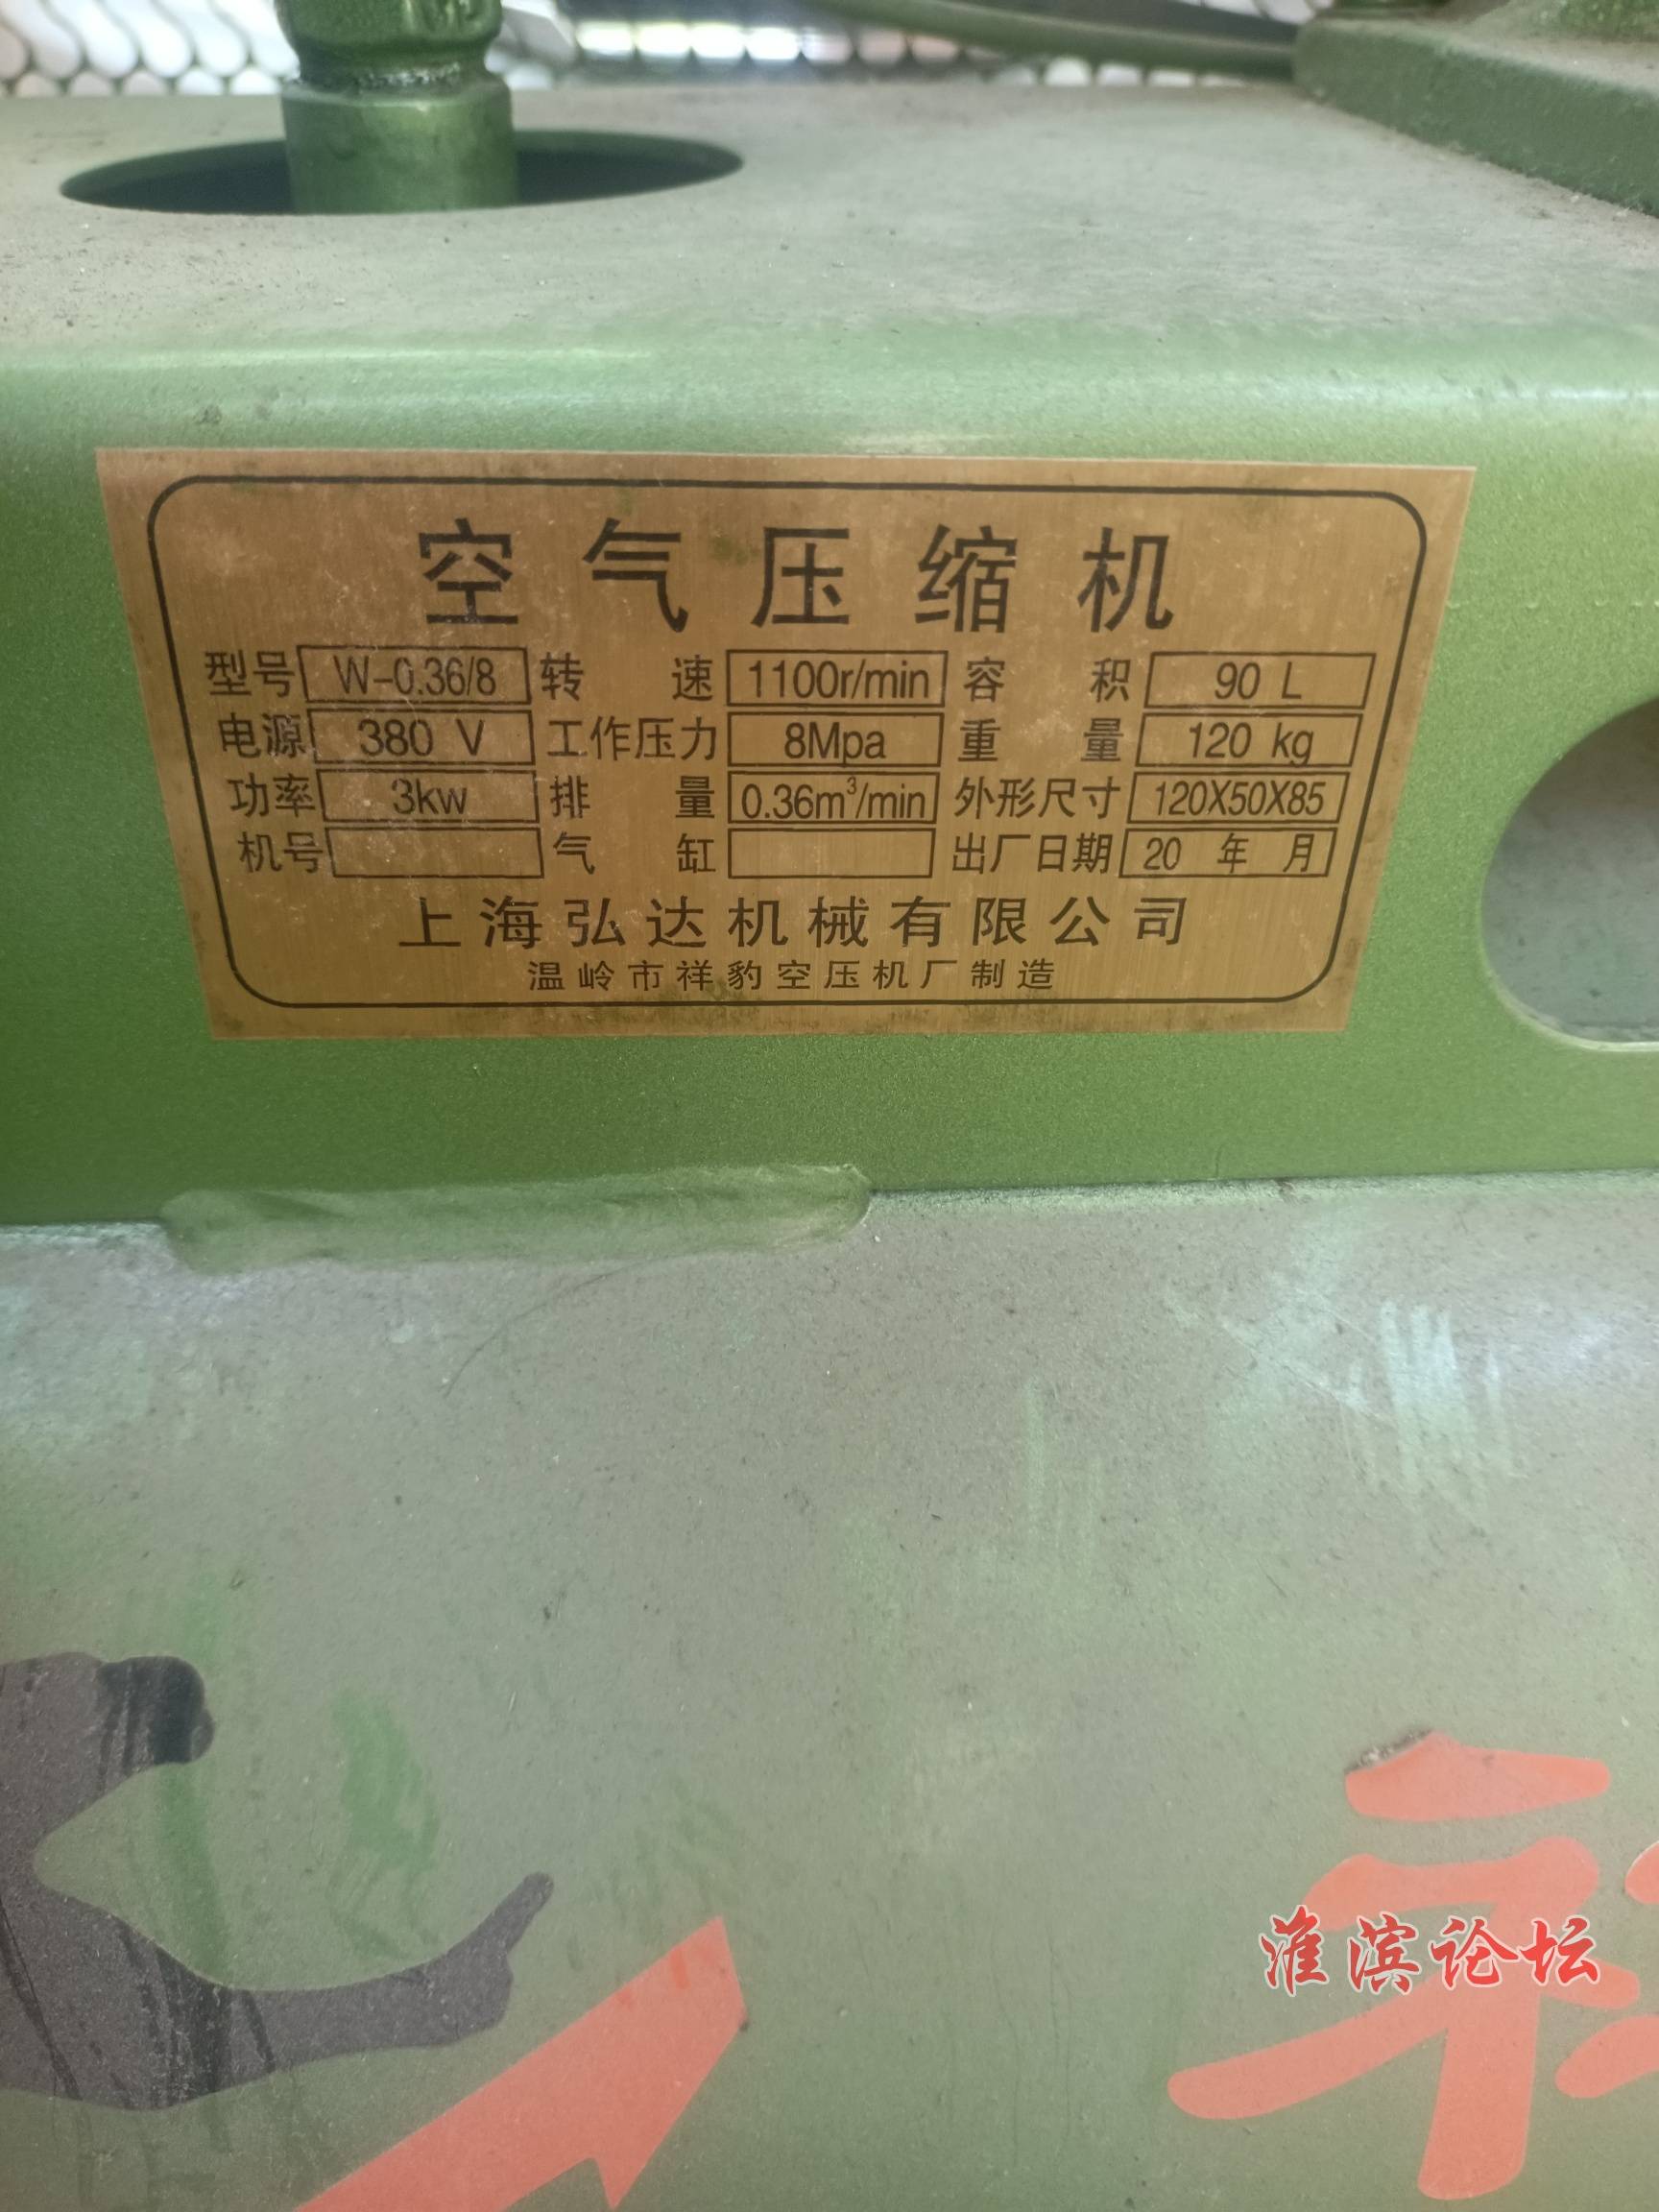 空气压缩机
型号 W-0.36/8 转速 1100r/min 容积 90 L
电源 380 V 工作压力 8Mpa 重量 120 kg
功率 3kw 排量 0.36m³/min 外形尺寸 120X50X85
机号 气缸 出厂日期 20 年 月
上海弘达机械有限公司
温岭市祥豹空压机厂制造
淮滨论坛